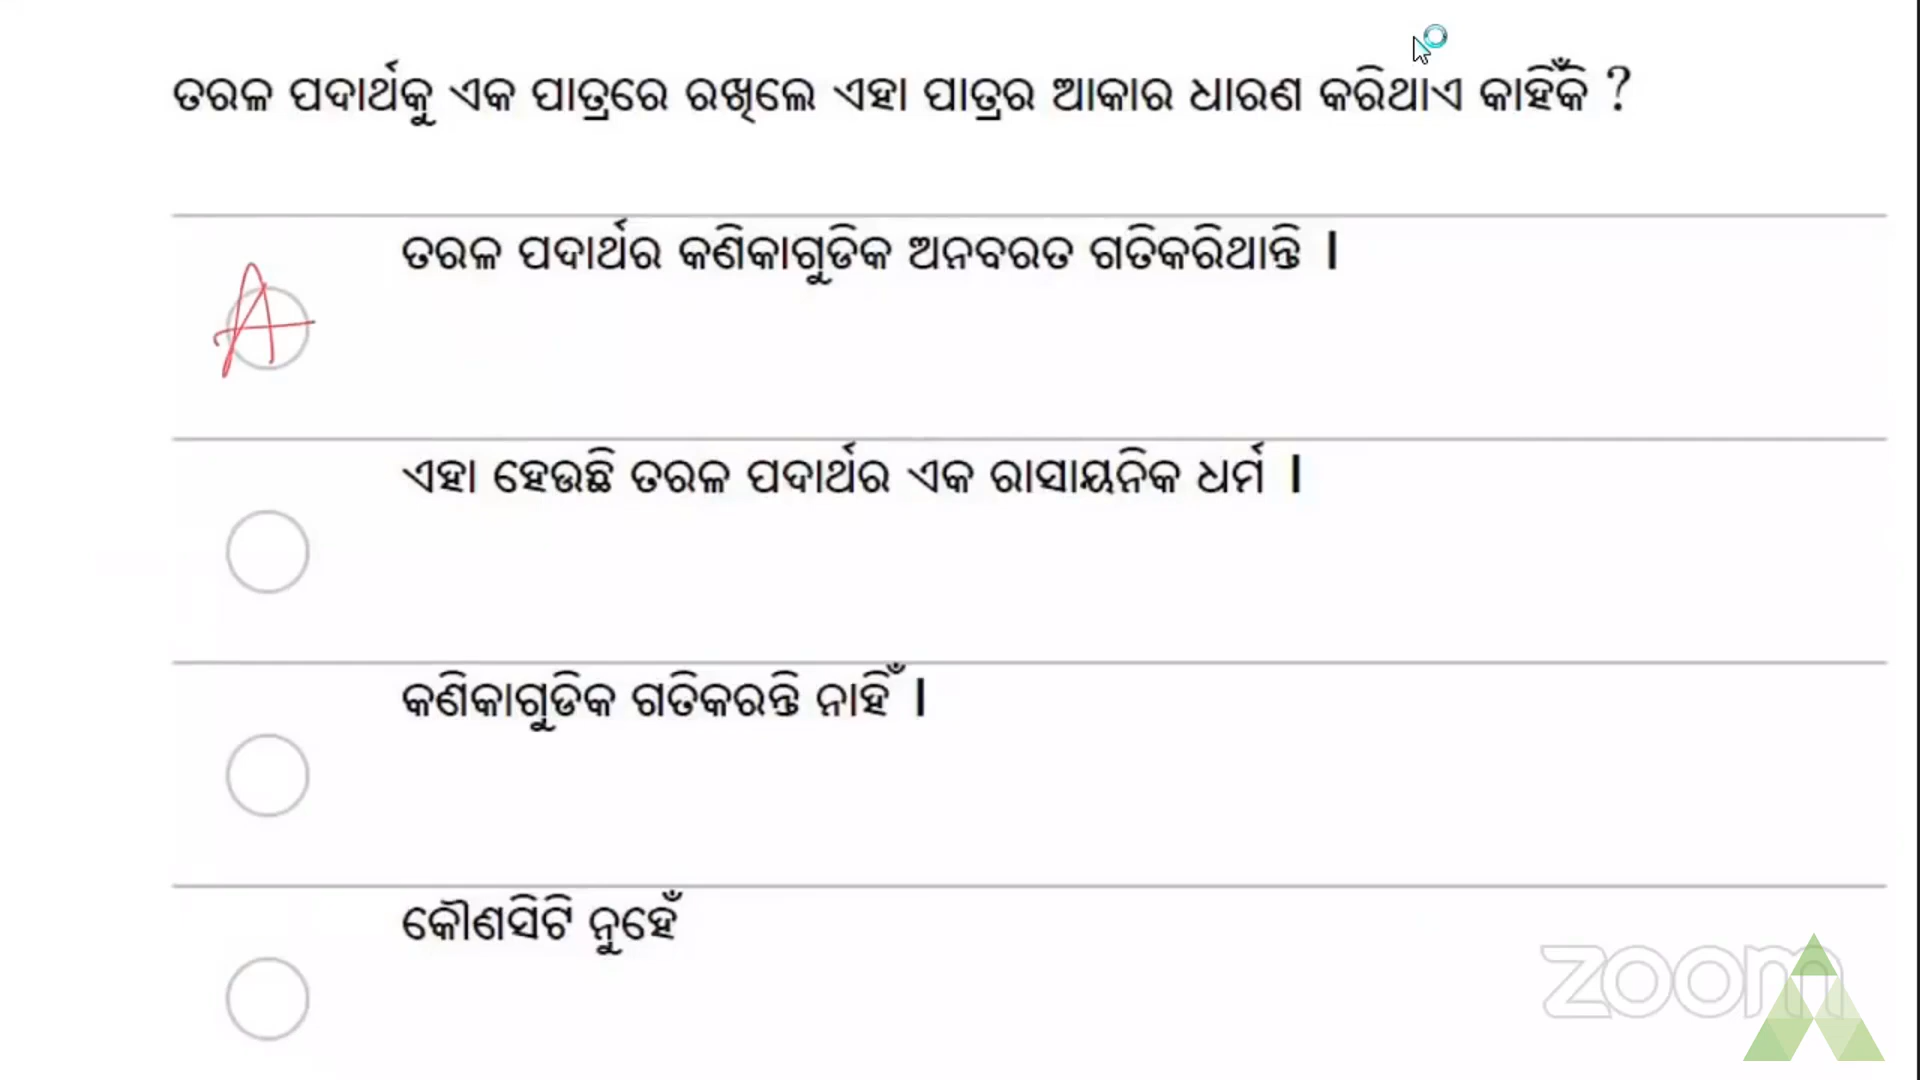 ତରଳ ପଦାର୍ଥକୁ ଏକ ପାତ୍ରରେ ରଖିଲେ ଏହା ପାତ୍ରର ଆକାର ଧାରଣ କରିଥାଏ କାହିଁକି ?
ତରଳ ପଦାର୍ଥର କଣିକାଗୁଡିକ ଅନବରତ ଗତିକରିଥାନ୍ତି ।
A
ଏହା ହେଉଛି ତରଳ ପଦାର୍ଥର ଏକ ରାସାୟନିକ ଧର୍ମ ।
କଣିକାଗୁଡିକ ଗତିକରନ୍ତି ନାହିଁ ।
କୌଣସିଟି ନୁହେଁ
zoom